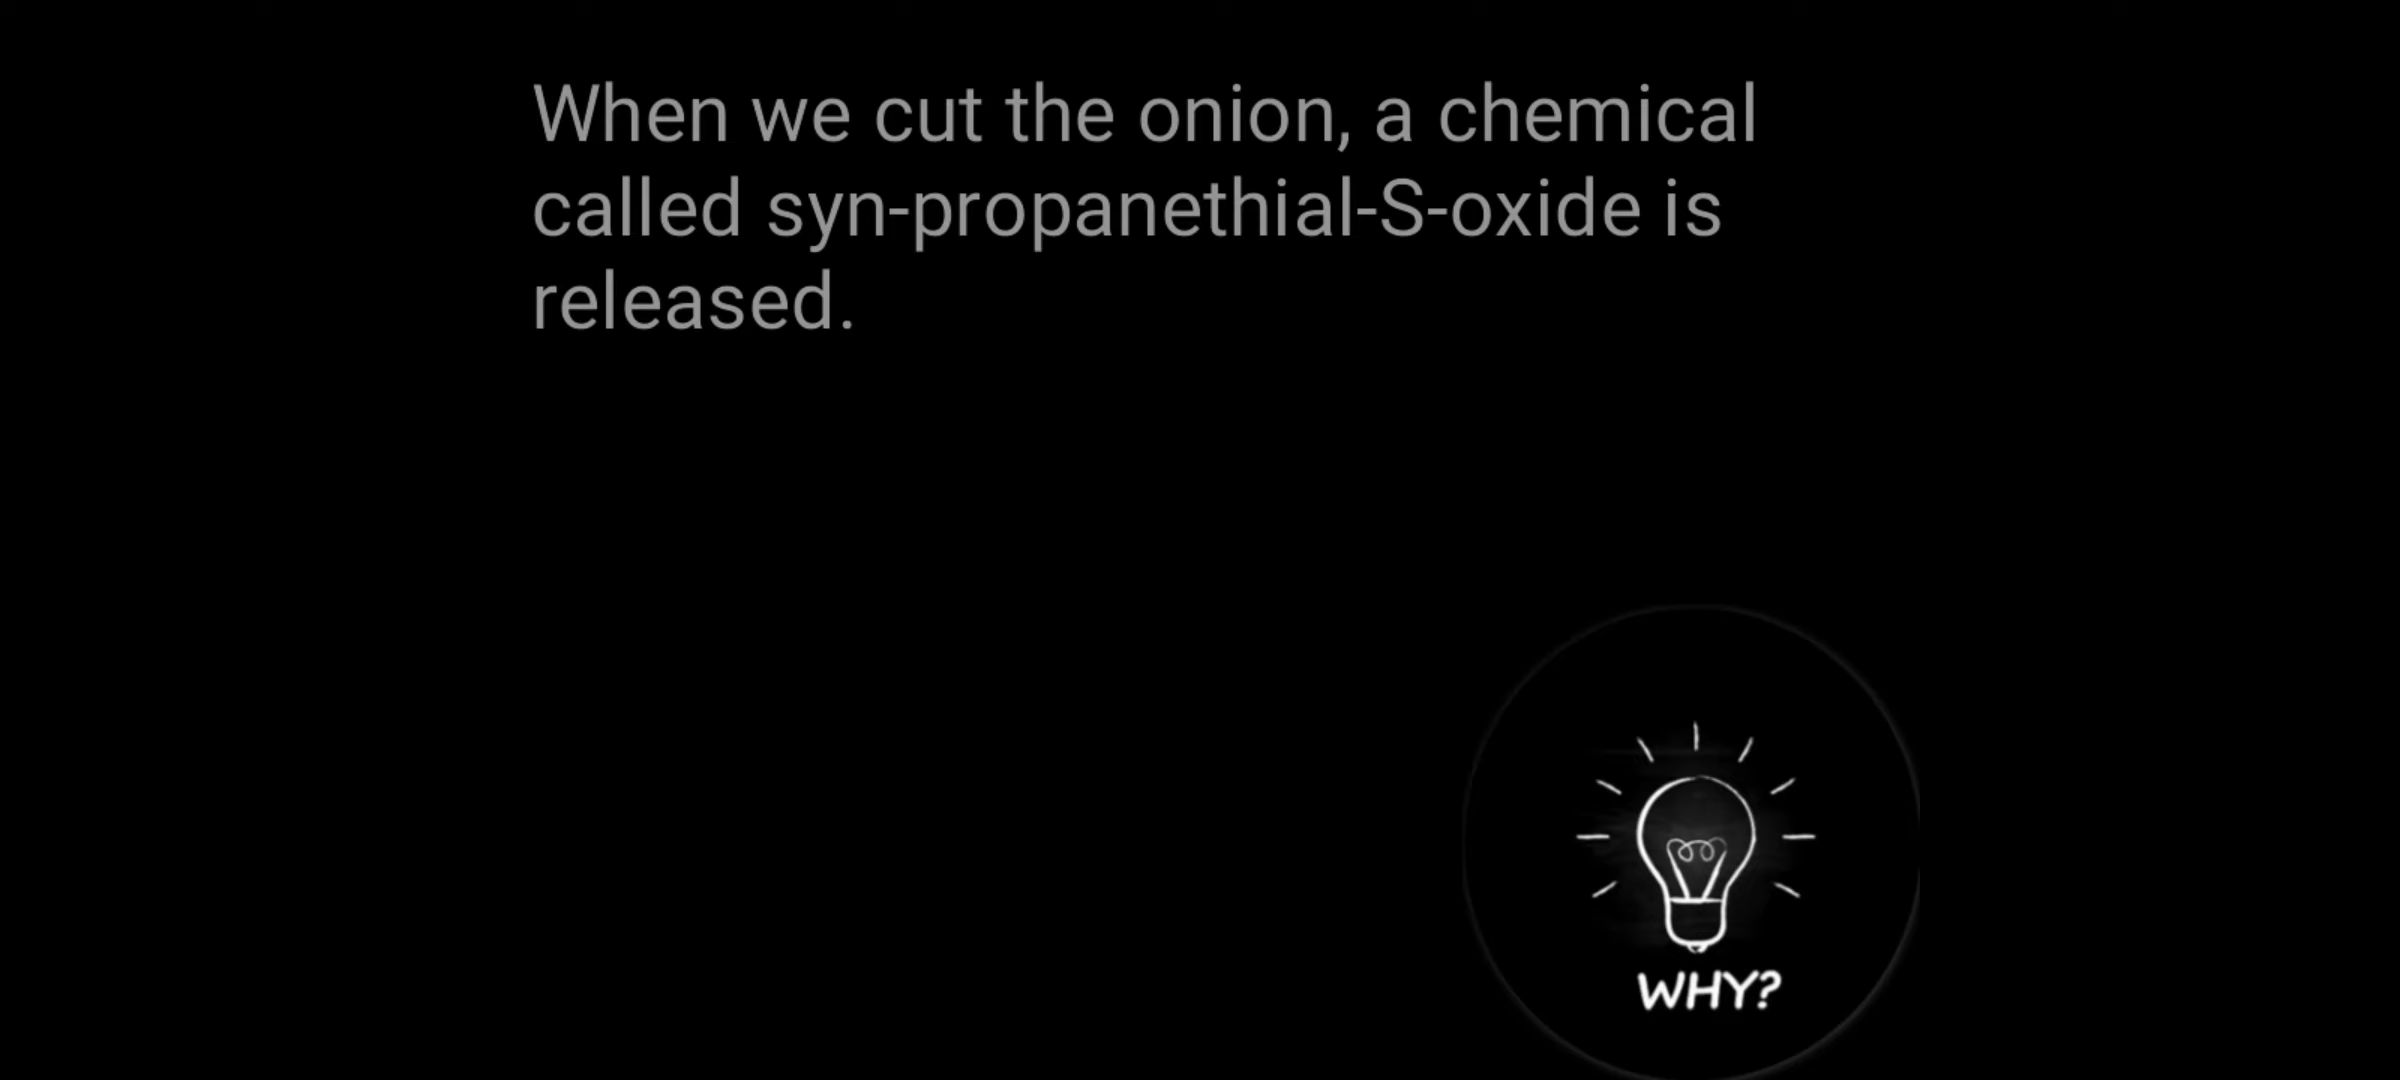 When we cut the onion, a chemical
called syn-propanethial-S-oxide is
released.
WHY?